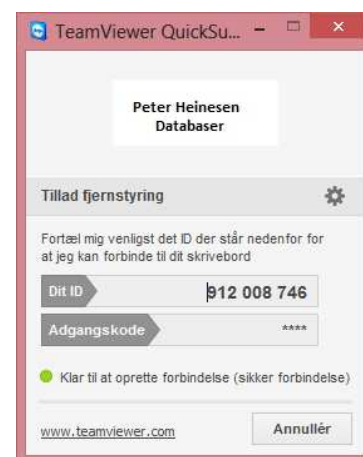 TeamViewer QuickSu...
Peter Heinesen
Databaser
Tillad fjernstyring
Fortæl mig venligst det ID der står nedenfor for
at jeg kan forbinde til dit skrivebord
Dit ID 912 008 746
Adgangskode ****
Klar til at oprette forbindelse (sikker forbindelse)
www.teamviewer.com Annullér